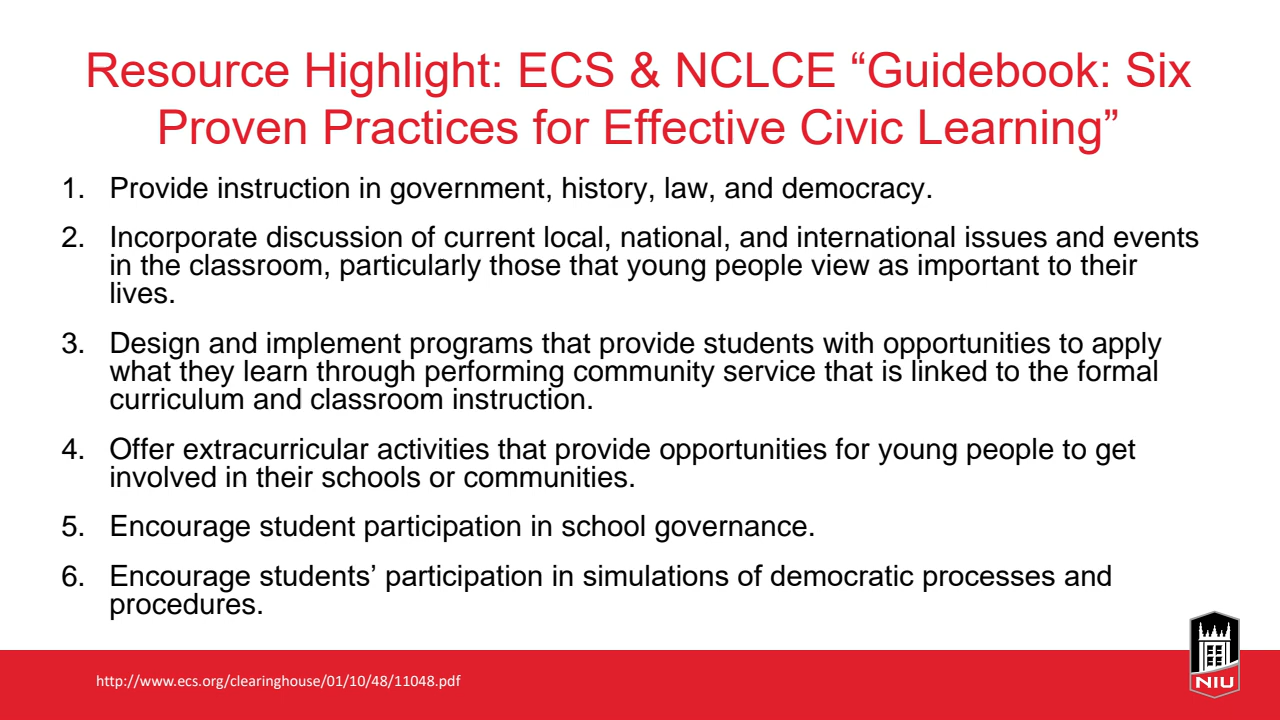 Resource Highlight: ECS & NCLCE “Guidebook: Six
Proven Practices for Effective Civic Learning”
1. Provide instruction in government, history, law, and democracy.
2. Incorporate discussion of current local, national, and international issues and events
in the classroom, particularly those that young people view as important to their
lives.
3. Design and implement programs that provide students with opportunities to apply
what they learn through performing community service that is linked to the formal
curriculum and classroom instruction.
4. Offer extracurricular activities that provide opportunities for young people to get
involved in their schools or communities.
5. Encourage student participation in school governance.
6. Encourage students’ participation in simulations of democratic processes and
procedures.
http://www.ecs.org/clearinghouse/01/10/48/11048.pdf
NIU